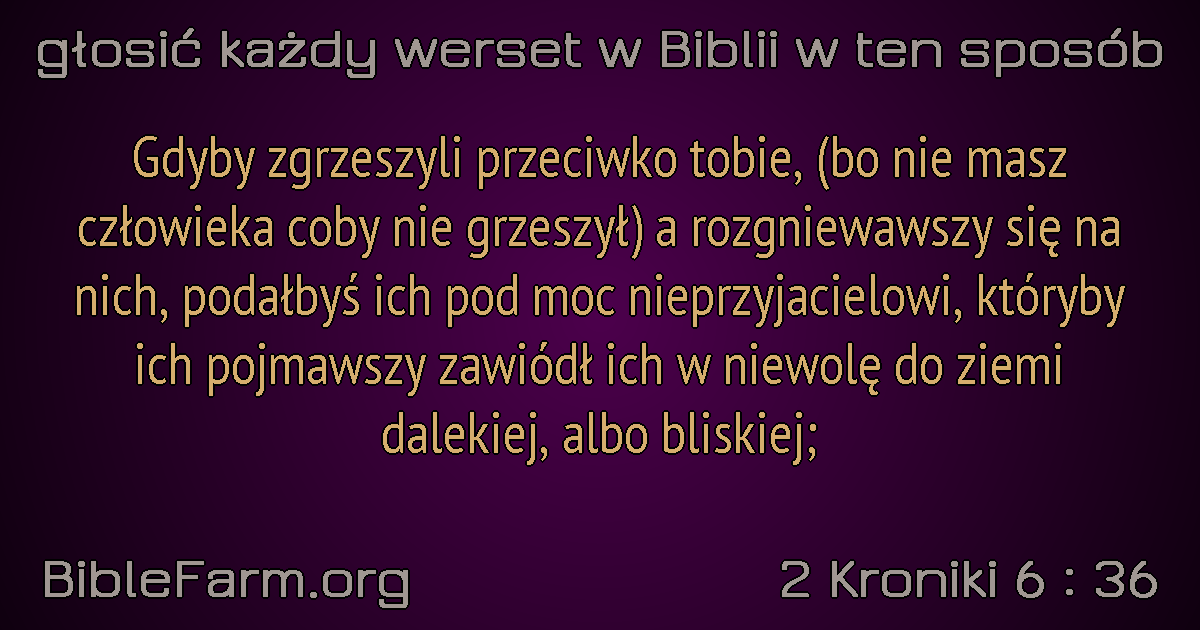 głosić każdy werset w Biblii w ten sposób
Gdyby zgrzeszyli przeciwko tobie, (bo nie masz
człowieka coby nie grzeszył) a rozgniewawszy się na
nich, podałbyś ich pod moc nieprzyjacielowi, któryby
ich pojmawszy zawiódł ich w niewolę do ziemi
dalekiej, albo bliskiej;
BibleFarm.org
2 Kroniki 6 : 36